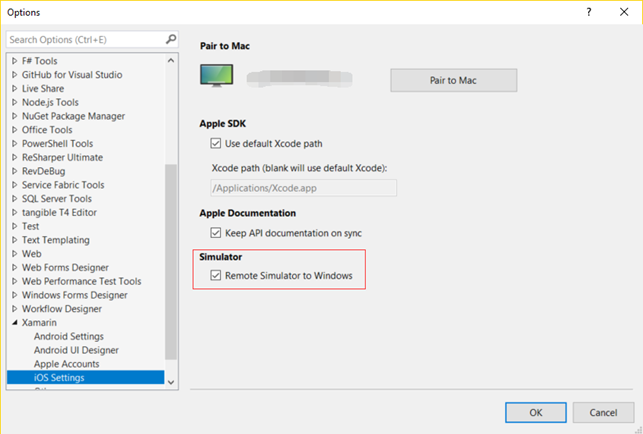 Options
?
Search Options (Ctrl+E)
F# Tools
GitHub for Visual Studio
Live Share
Node.js Tools
NuGet Package Manager
Office Tools
PowerShell Tools
ReSharper Ultimate
RevDeBug
Service Fabric Tools
SQL Server Tools
tangible T4 Editor
Test
Text Templating
Web
Web Forms Designer
Web Performance Test Tools
Windows Forms Designer
Workflow Designer
Xamarin
Android Settings
Android UI Designer
Apple Accounts
iOS Settings
Pair to Mac
Pair to Mac
Apple SDK
Use default Xcode path
Xcode path (blank will use default Xcode):
/Applications/Xcode.app
Apple Documentation
Keep API documentation on sync
Simulator
Remote Simulator to Windows
OK
Cancel